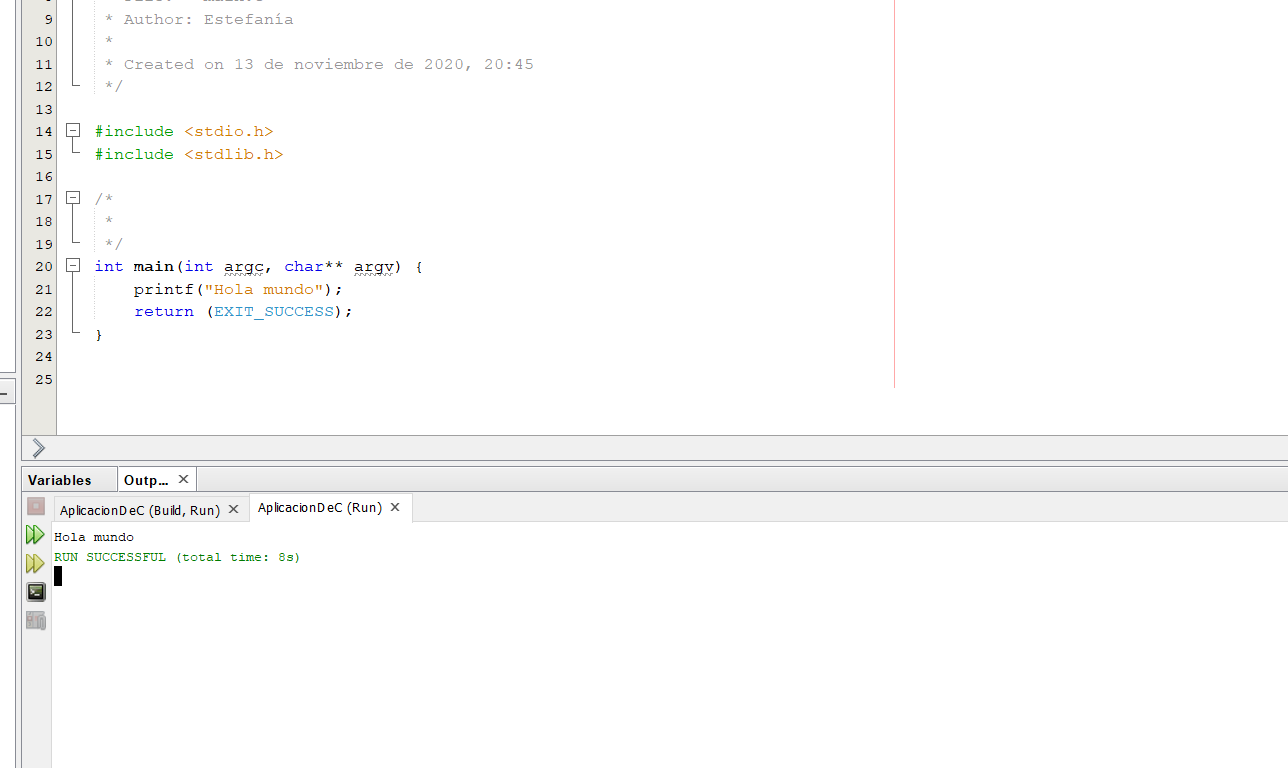 9 * Author: Estefanía
10 *
11 * Created on 13 de noviembre de 2020, 20:45
12 */
13
14 #include <stdio.h>
15 #include <stdlib.h>
16
17 /*
18 *
19 */
20 int main(int argc, char** argv) {
21 printf("Hola mundo");
22 return (EXIT_SUCCESS);
23 }
24
25
Variables Outp...
AplicacionDeC (Build, Run) AplicacionDeC (Run)
Hola mundo
RUN SUCCESSFUL (total time: 8s)